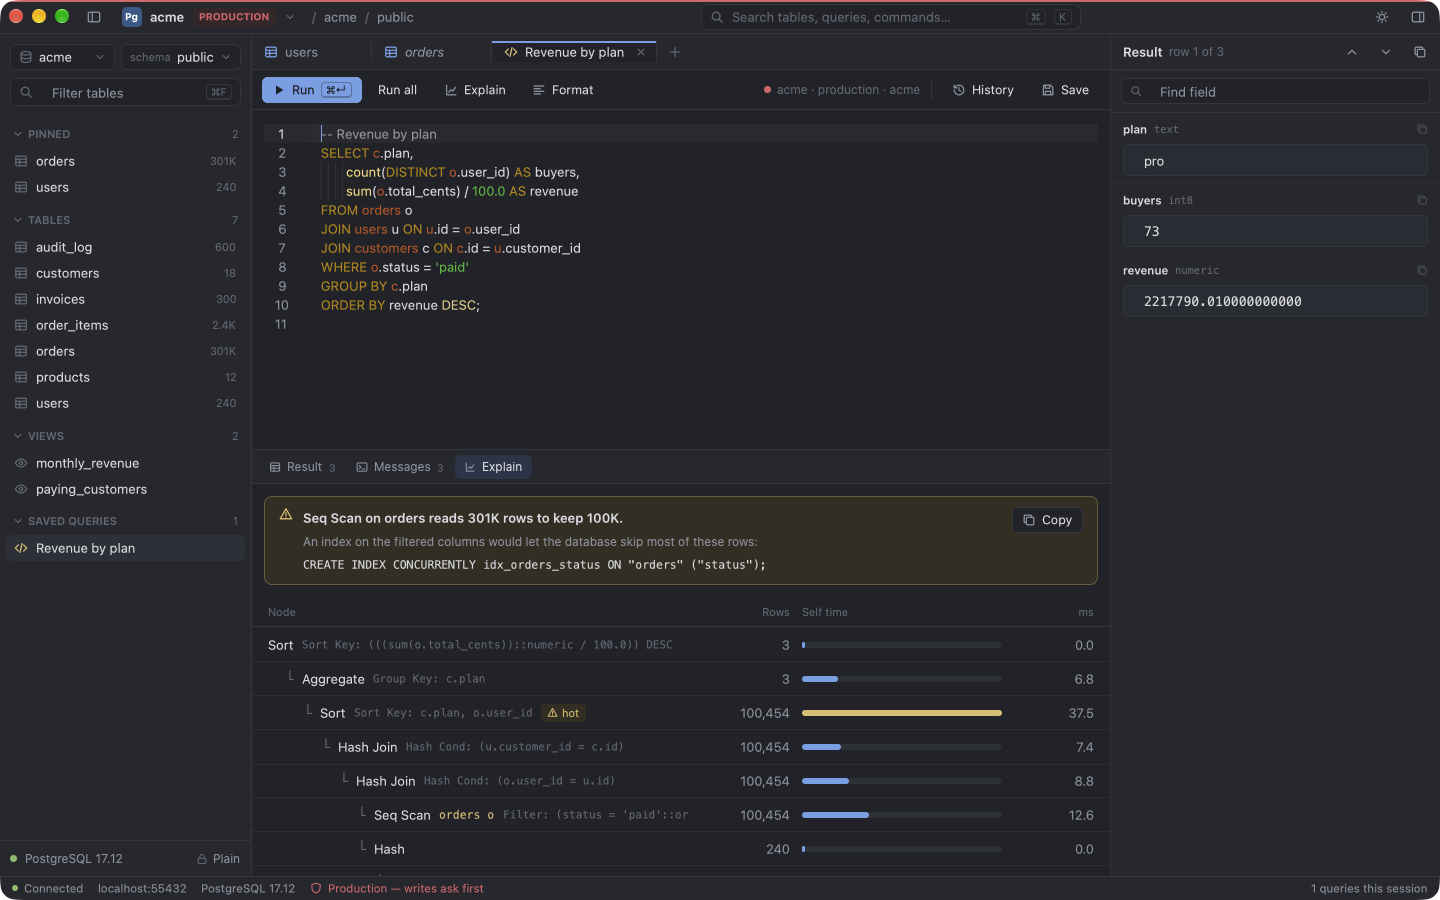 Pg acme PRODUCTION / acme / public
Search tables, queries, commands... ⌘ K
acme
schema public
Filter tables ⌘F
PINNED 2
orders 301K
users 240
TABLES 7
audit_log 600
customers 18
invoices 300
order_items 2.4K
orders 301K
products 12
users 240
VIEWS 2
monthly_revenue
paying_customers
SAVED QUERIES 1
Revenue by plan
PostgreSQL 17.12 Plain
users
orders
Revenue by plan
Run ⌘↵ Run all Explain Format
acme · production · acme History Save
1 -- Revenue by plan
2 SELECT c.plan,
3 count(DISTINCT o.user_id) AS buyers,
4 sum(o.total_cents) / 100.0 AS revenue
5 FROM orders o
6 JOIN users u ON u.id = o.user_id
7 JOIN customers c ON c.id = u.customer_id
8 WHERE o.status = 'paid'
9 GROUP BY c.plan
10 ORDER BY revenue DESC;
11
Result 3 Messages 3 Explain
Seq Scan on orders reads 301K rows to keep 100K.
Copy
An index on the filtered columns would let the database skip most of these rows:
CREATE INDEX CONCURRENTLY idx_orders_status ON "orders" ("status");
Node Rows Self time ms
Sort Sort Key: (((sum(o.total_cents))::numeric / 100.0)) DESC 3 0.0
Aggregate Group Key: c.plan 3 6.8
Sort Sort Key: c.plan, o.user_id hot 100,454 37.5
Hash Join Hash Cond: (u.customer_id = c.id) 100,454 7.4
Hash Join Hash Cond: (o.user_id = u.id) 100,454 8.8
Seq Scan orders o Filter: (status = 'paid'::or 100,454 12.6
Hash 240 0.0
Result row 1 of 3
Find field
plan text
pro
buyers int8
73
revenue numeric
2217790.010000000000
Connected localhost:55432 PostgreSQL 17.12 Production — writes ask first
1 queries this session